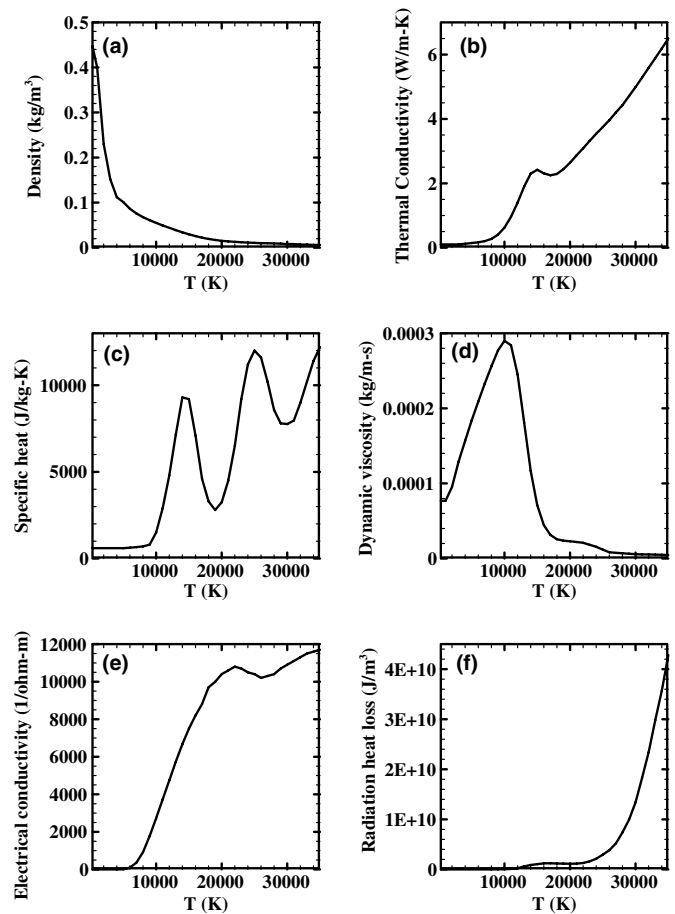 (a)
Density (kg/m³)
0.5
0.4
0.3
0.2
0.1
0
10000 20000 30000
T (K)
(b)
Thermal Conductivity (W/m-K)
6
4
2
0
10000 20000 30000
T (K)
(c)
Specific heat (J/kg-K)
10000
5000
0
10000 20000 30000
T (K)
(d)
Dynamic viscosity (kg/m-s)
0.0003
0.0002
0.0001
0
10000 20000 30000
T (K)
(e)
Electrical conductivity (1/ohm-m)
12000
10000
8000
6000
4000
2000
0
10000 20000 30000
T (K)
(f)
Radiation heat loss (J/m³)
4E+10
3E+10
2E+10
1E+10
0
10000 20000 30000
T (K)